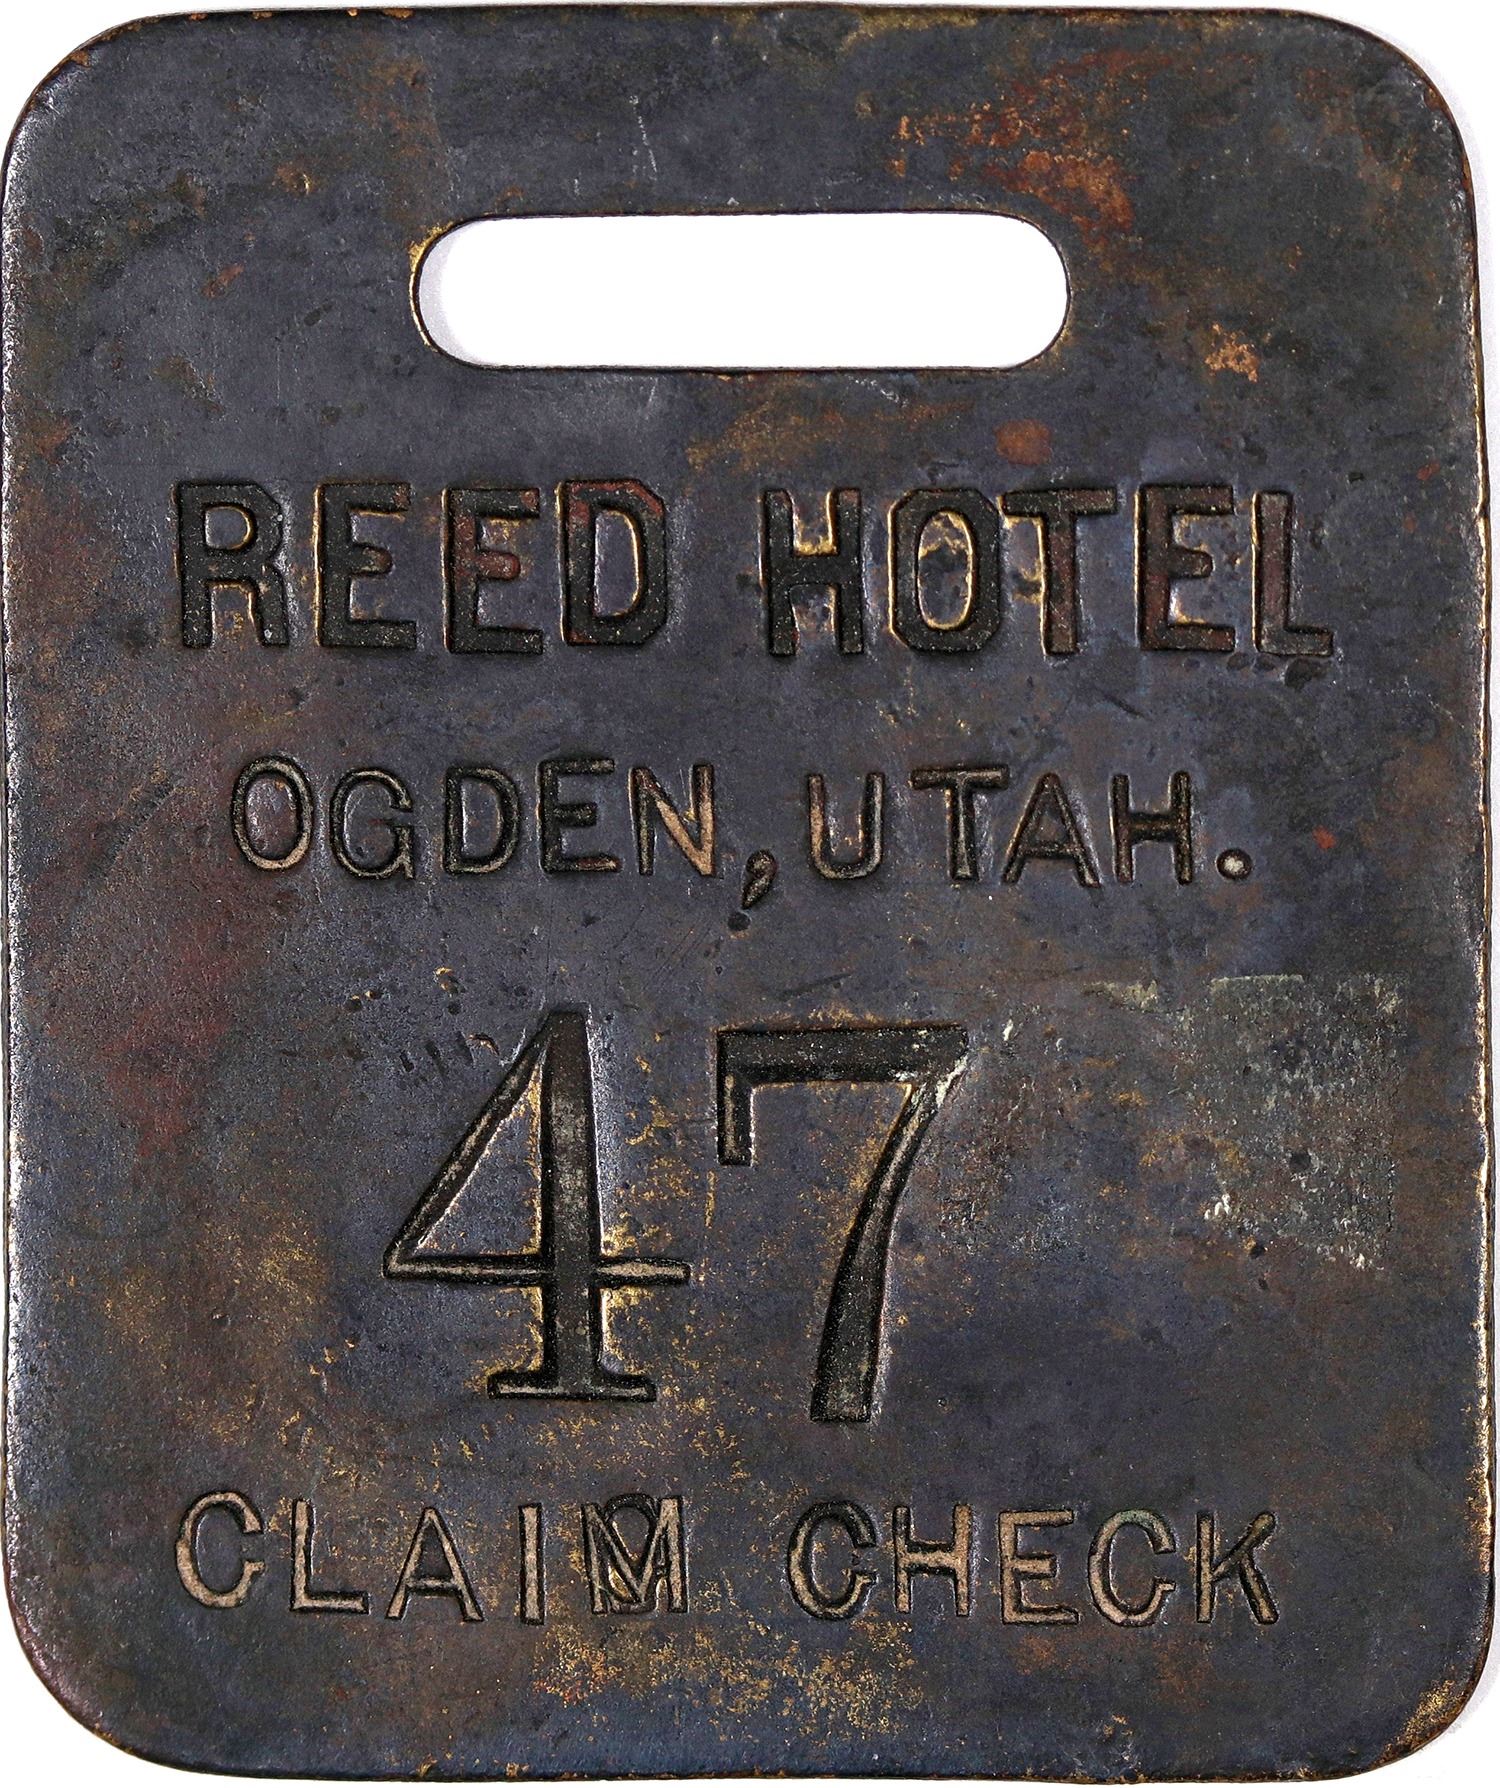 REED HOTEL
OGDEN, UTAH.
47
CLAIM CHECK